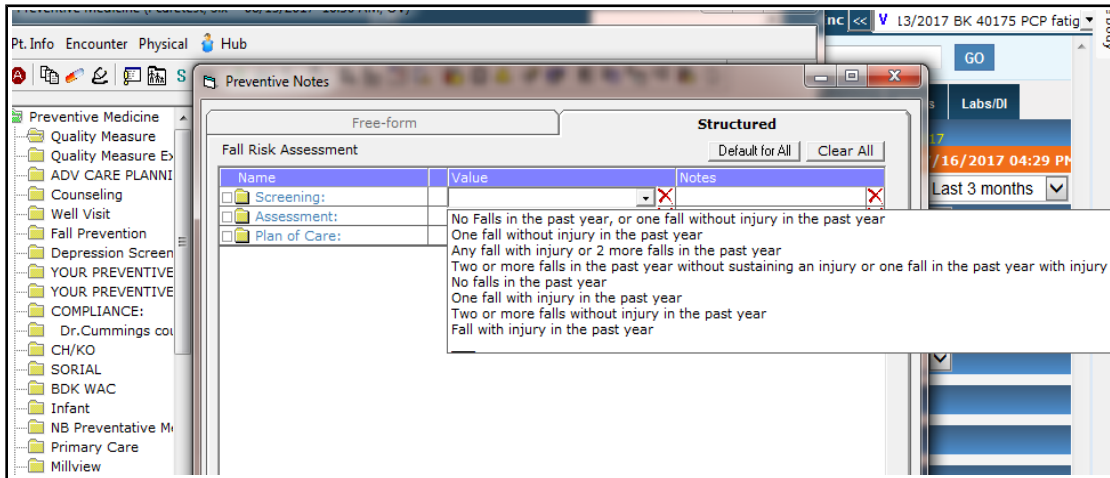 nc << V 13/2017 BK 40175 PCP fatig
Pt. Info Encounter Physical Hub
GO
S
Preventive Notes
s Labs/DI
Preventive Medicine
Quality Measure
Quality Measure Ex
ADV CARE PLANNI
Counseling
Well Visit
Fall Prevention
Depression Screen
YOUR PREVENTIVE
YOUR PREVENTIVE
COMPLIANCE:
Dr.Cummings cou
CH/KO
SORIAL
BDK WAC
Infant
NB Preventative M
Primary Care
Millview
Free-form Structured
Fall Risk Assessment Default for All Clear All
Name Value Notes
Screening:
Assessment:
Plan of Care:
No Falls in the past year, or one fall without injury in the past year
One fall without injury in the past year
Any fall with injury or 2 more falls in the past year
Two or more falls in the past year without sustaining an injury or one fall in the past year with injury
No falls in the past year
One fall with injury in the past year
Two or more falls without injury in the past year
Fall with injury in the past year
17
/16/2017 04:29 PM
Last 3 months